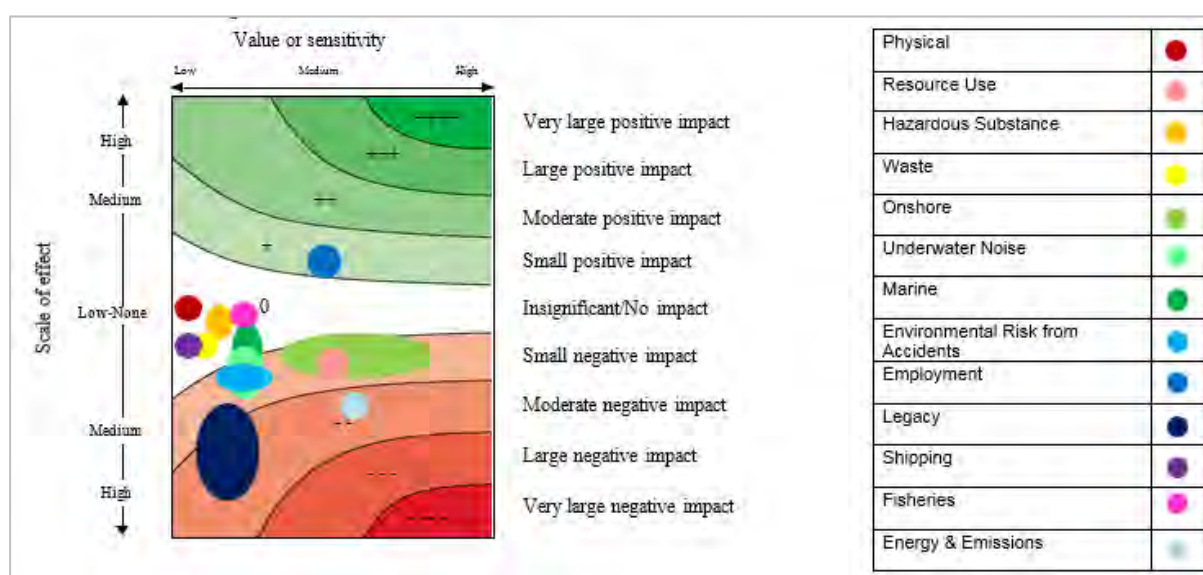 Value or sensitivity
Low Medium High
Scale of effect
High
Medium
Low-None
Medium
High
++++
+++
++
+
0
--
---
----
Very large positive impact
Large positive impact
Moderate positive impact
Small positive impact
Insignificant/No impact
Small negative impact
Moderate negative impact
Large negative impact
Very large negative impact
Physical
Resource Use
Hazardous Substance
Waste
Onshore
Underwater Noise
Marine
Environmental Risk from
Accidents
Employment
Legacy
Shipping
Fisheries
Energy & Emissions